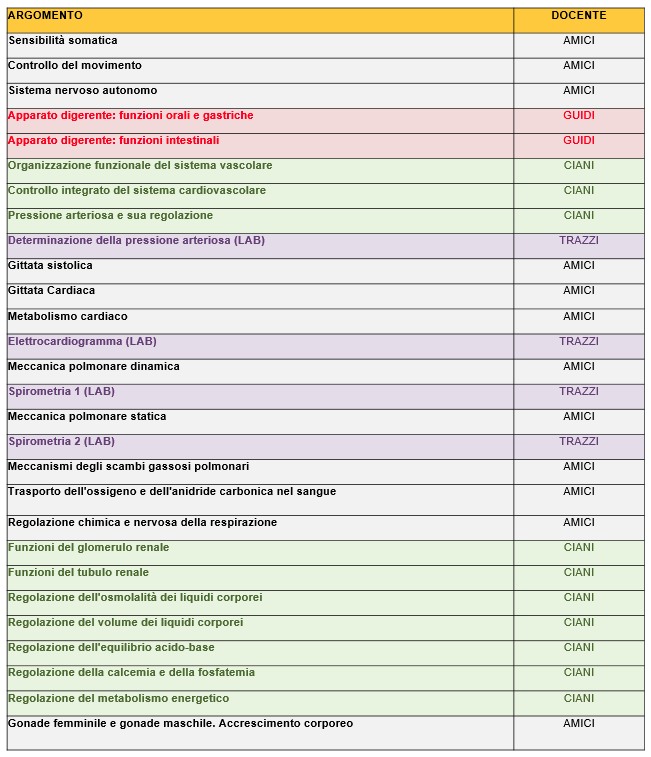 ARGOMENTO DOCENTE
Sensibilità somatica AMICI
Controllo del movimento AMICI
Sistema nervoso autonomo AMICI
Apparato digerente: funzioni orali e gastriche GUIDI
Apparato digerente: funzioni intestinali GUIDI
Organizzazione funzionale del sistema vascolare CIANI
Controllo integrato del sistema cardiovascolare CIANI
Pressione arteriosa e sua regolazione CIANI
Determinazione della pressione arteriosa (LAB) TRAZZI
Gittata sistolica AMICI
Gittata Cardiaca AMICI
Metabolismo cardiaco AMICI
Elettrocardiogramma (LAB) TRAZZI
Meccanica polmonare dinamica AMICI
Spirometria 1 (LAB) TRAZZI
Meccanica polmonare statica AMICI
Spirometria 2 (LAB) TRAZZI
Meccanismi degli scambi gassosi polmonari AMICI
Trasporto dell'ossigeno e dell'anidride carbonica nel sangue AMICI
Regolazione chimica e nervosa della respirazione AMICI
Funzioni del glomerulo renale CIANI
Funzioni del tubulo renale CIANI
Regolazione dell'osmolalità dei liquidi corporei CIANI
Regolazione del volume dei liquidi corporei CIANI
Regolazione dell'equilibrio acido-base CIANI
Regolazione della calcemia e della fosfatemia CIANI
Regolazione del metabolismo energetico CIANI
Gonade femminile e gonade maschile. Accrescimento corporeo AMICI